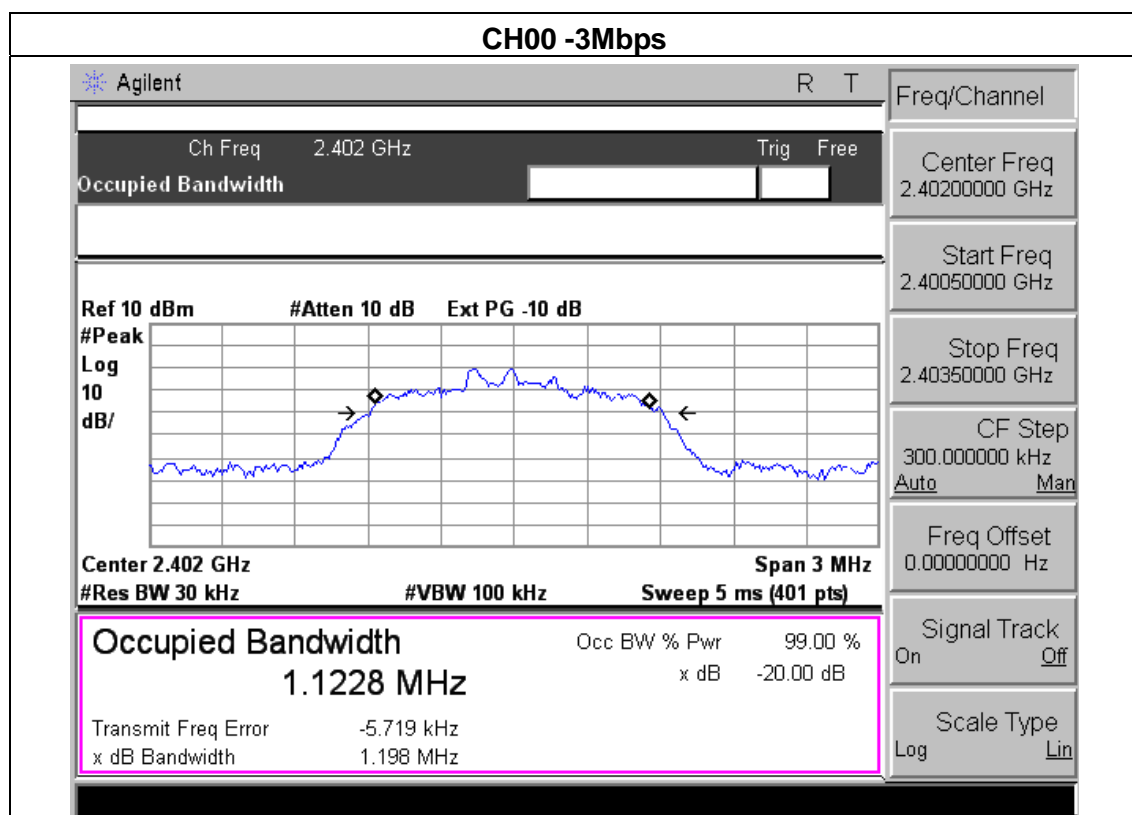 CH00 -3Mbps
Agilent R T
Ch Freq 2.402 GHz Trig Free
Occupied Bandwidth
Ref 10 dBm #Atten 10 dB Ext PG -10 dB
#Peak
Log
10
dB/
Center 2.402 GHz Span 3 MHz
#Res BW 30 kHz #VBW 100 kHz Sweep 5 ms (401 pts)
Occupied Bandwidth
1.1228 MHz
Occ BW % Pwr 99.00 %
x dB -20.00 dB
Transmit Freq Error -5.719 kHz
x dB Bandwidth 1.198 MHz
Freq/Channel
Center Freq
2.40200000 GHz
Start Freq
2.40050000 GHz
Stop Freq
2.40350000 GHz
CF Step
300.000000 kHz
Auto Man
Freq Offset
0.00000000 Hz
Signal Track
On Off
Scale Type
Log Lin